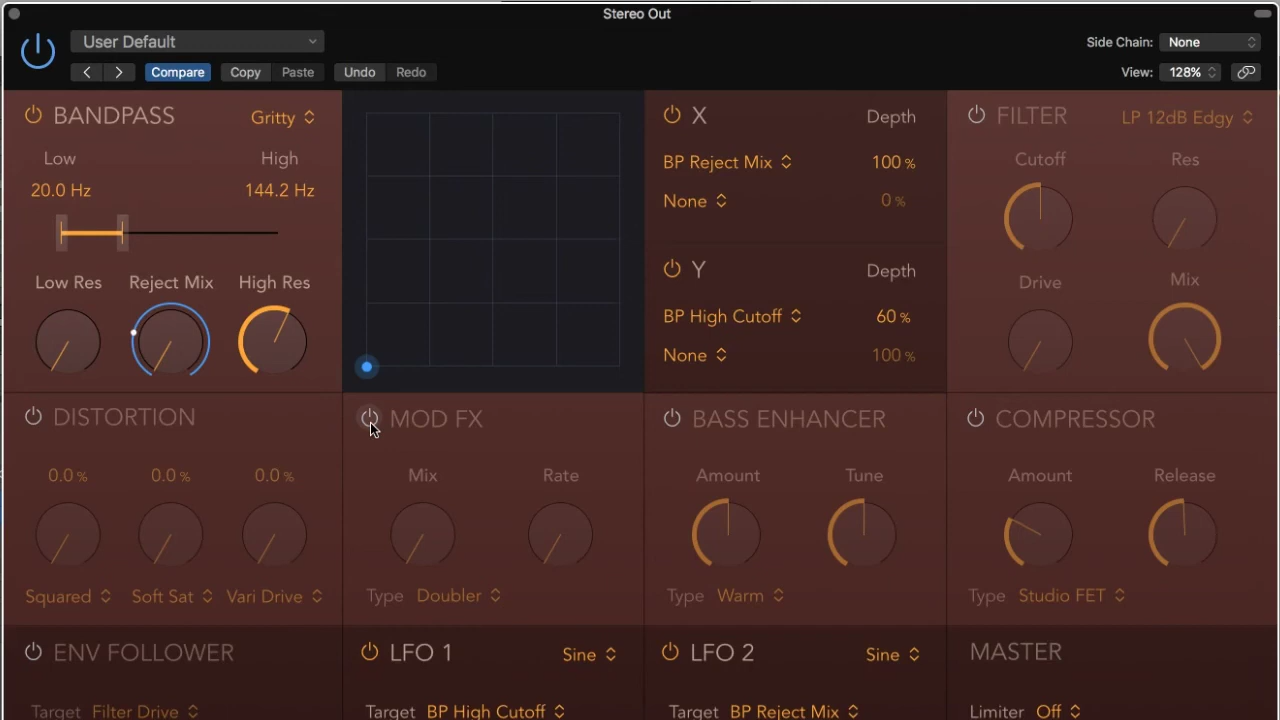 Stereo Out
User Default
Side Chain: None
Compare Copy Paste Undo Redo
View: 128%
BANDPASS Gritty
Low High
20.0 Hz 144.2 Hz
Low Res Reject Mix High Res
X Depth
BP Reject Mix 100 %
None 0 %
Y Depth
BP High Cutoff 60 %
None 100 %
FILTER LP 12dB Edgy
Cutoff Res
Drive Mix
DISTORTION
0.0 % 0.0 % 0.0 %
Squared Soft Sat Vari Drive
MOD FX
Mix Rate
Type Doubler
BASS ENHANCER
Amount Tune
Type Warm
COMPRESSOR
Amount Release
Type Studio FET
ENV FOLLOWER
Target Filter Drive
LFO 1 Sine
Target BP High Cutoff
LFO 2 Sine
Target BP Reject Mix
MASTER
Limiter Off